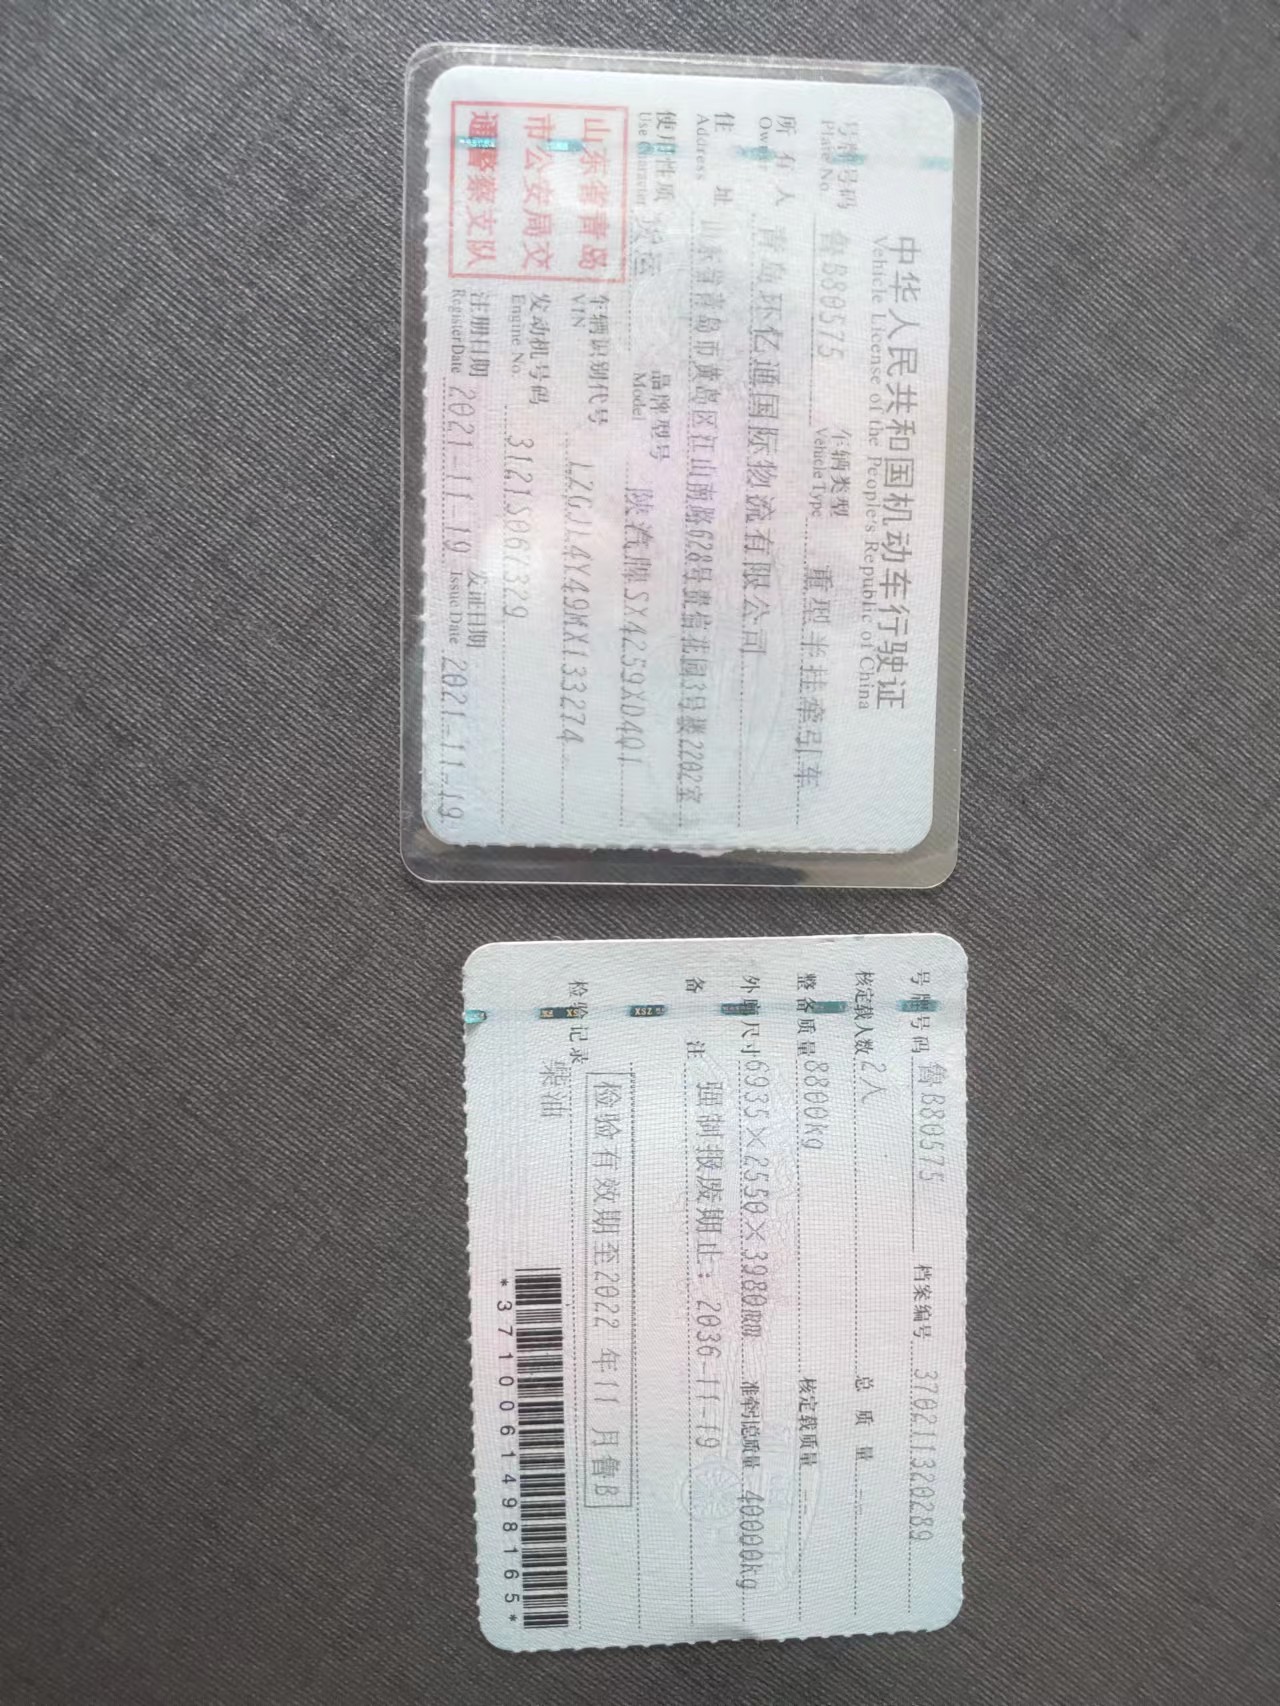 中华人民共和国机动车行驶证
Vehicle License of the People's Republic of China
号牌号码 鲁B80575 车辆类型 重型半挂牵引车
Plate No. Vehicle Type
所有人 青岛环亿通国际物流有限公司
Owner
住址 山东省青岛市黄岛区江山南路628号贵信花园3号楼2202室
Address
使用性质 货运 品牌型号 陕汽牌SX4259XD4Q1
Use Character Model
山东省青岛
市公安局交
通警察支队
车辆识别代号 LZGJL4Y49MX133274
VIN
发动机号码 3121S067329
Engine No.
注册日期 2021-11-19 发证日期 2021-11-19
Register Date Issue Date
号牌号码 鲁B80575 档案编号 370211320289
核定载人数 2人 总质量 --
整备质量 8800kg 核定载质量 --
外廓尺寸 6935×2550×3980mm 准牵引总质量 40000kg
备注 强制报废期止：2036-11-19
检验有效期至2022年11月鲁B
检验记录
柴油
*3710061498165*